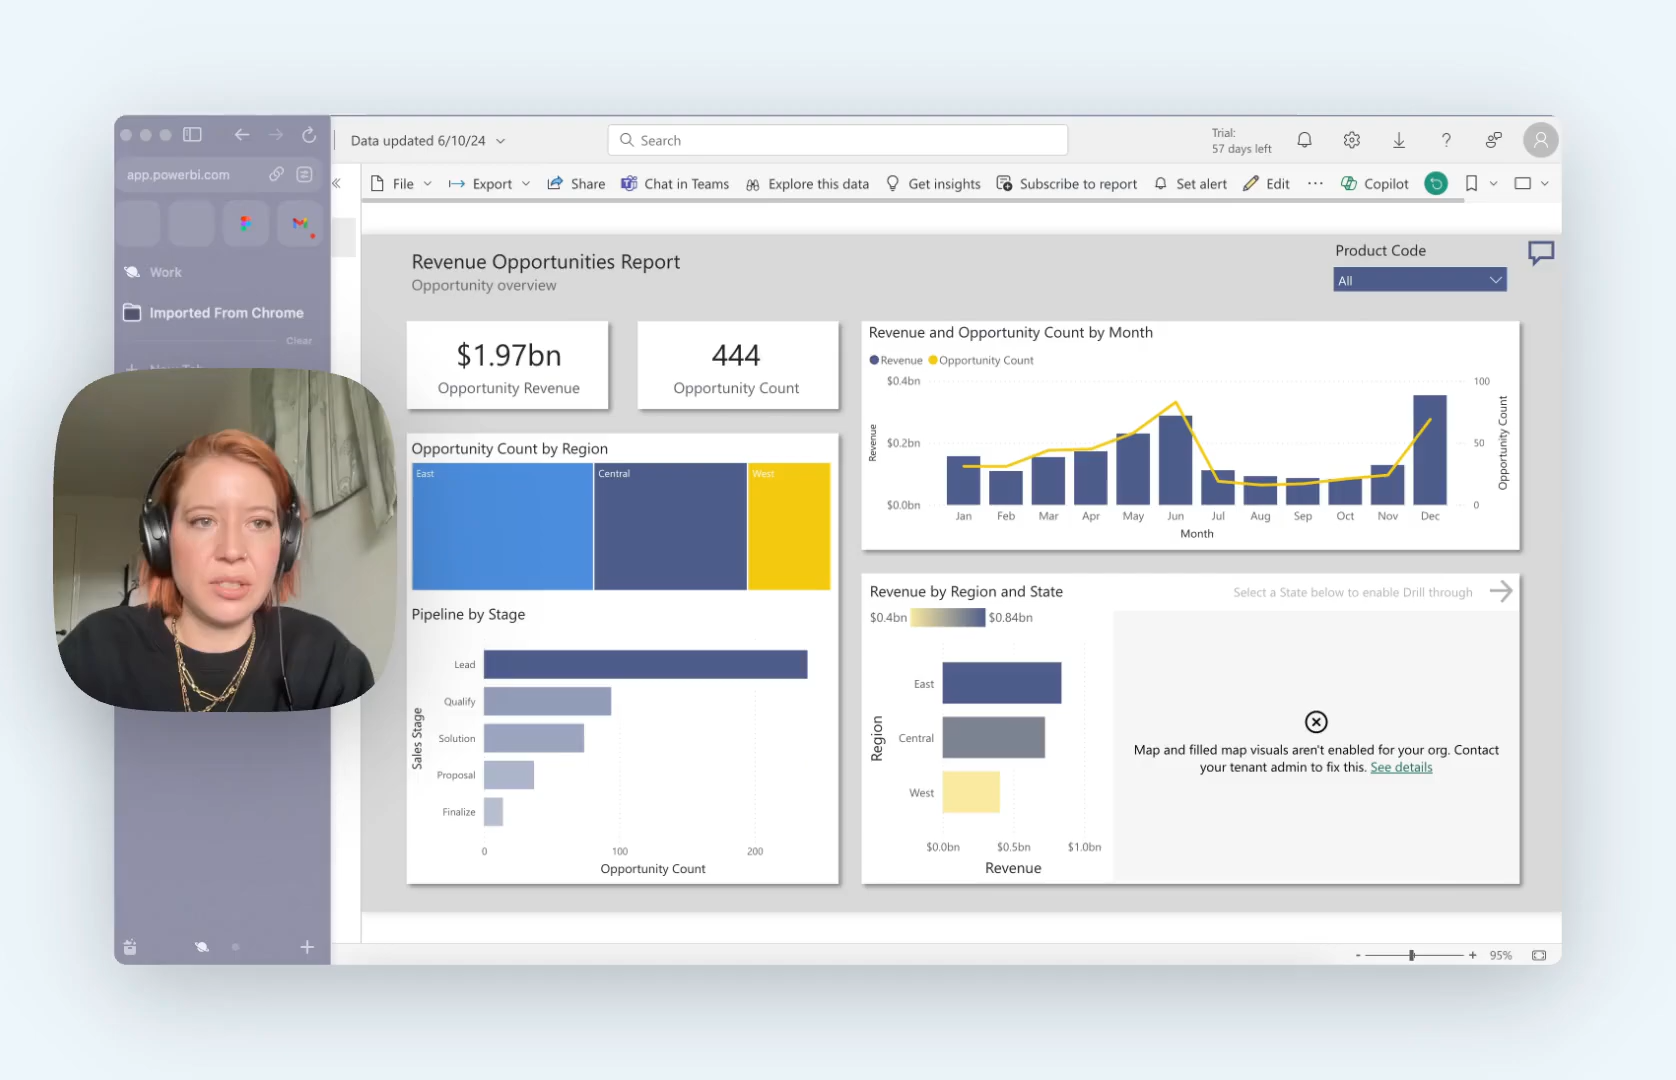 Data updated 6/10/24
Search
Trial:
57 days left
app.powerbi.com
File
Export
Share
Chat in Teams
Explore this data
Get insights
Subscribe to report
Set alert
Edit
Copilot
Work
Imported From Chrome
Clear
New Tab
Revenue Opportunities Report
Opportunity overview
Product Code
All
$1.97bn
Opportunity Revenue
444
Opportunity Count
Opportunity Count by Region
East
Central
West
Pipeline by Stage
Sales Stage
Lead
Qualify
Solution
Proposal
Finalize
0
100
200
Opportunity Count
Revenue and Opportunity Count by Month
Revenue
Opportunity Count
$0.4bn
$0.2bn
$0.0bn
Revenue
100
50
0
Opportunity Count
Jan
Feb
Mar
Apr
May
Jun
Jul
Aug
Sep
Oct
Nov
Dec
Month
Revenue by Region and State
Select a State below to enable Drill through
$0.4bn
$0.84bn
Region
East
Central
West
$0.0bn
$0.5bn
$1.0bn
Revenue
Map and filled map visuals aren't enabled for your org. Contact
your tenant admin to fix this. See details
- + 95%